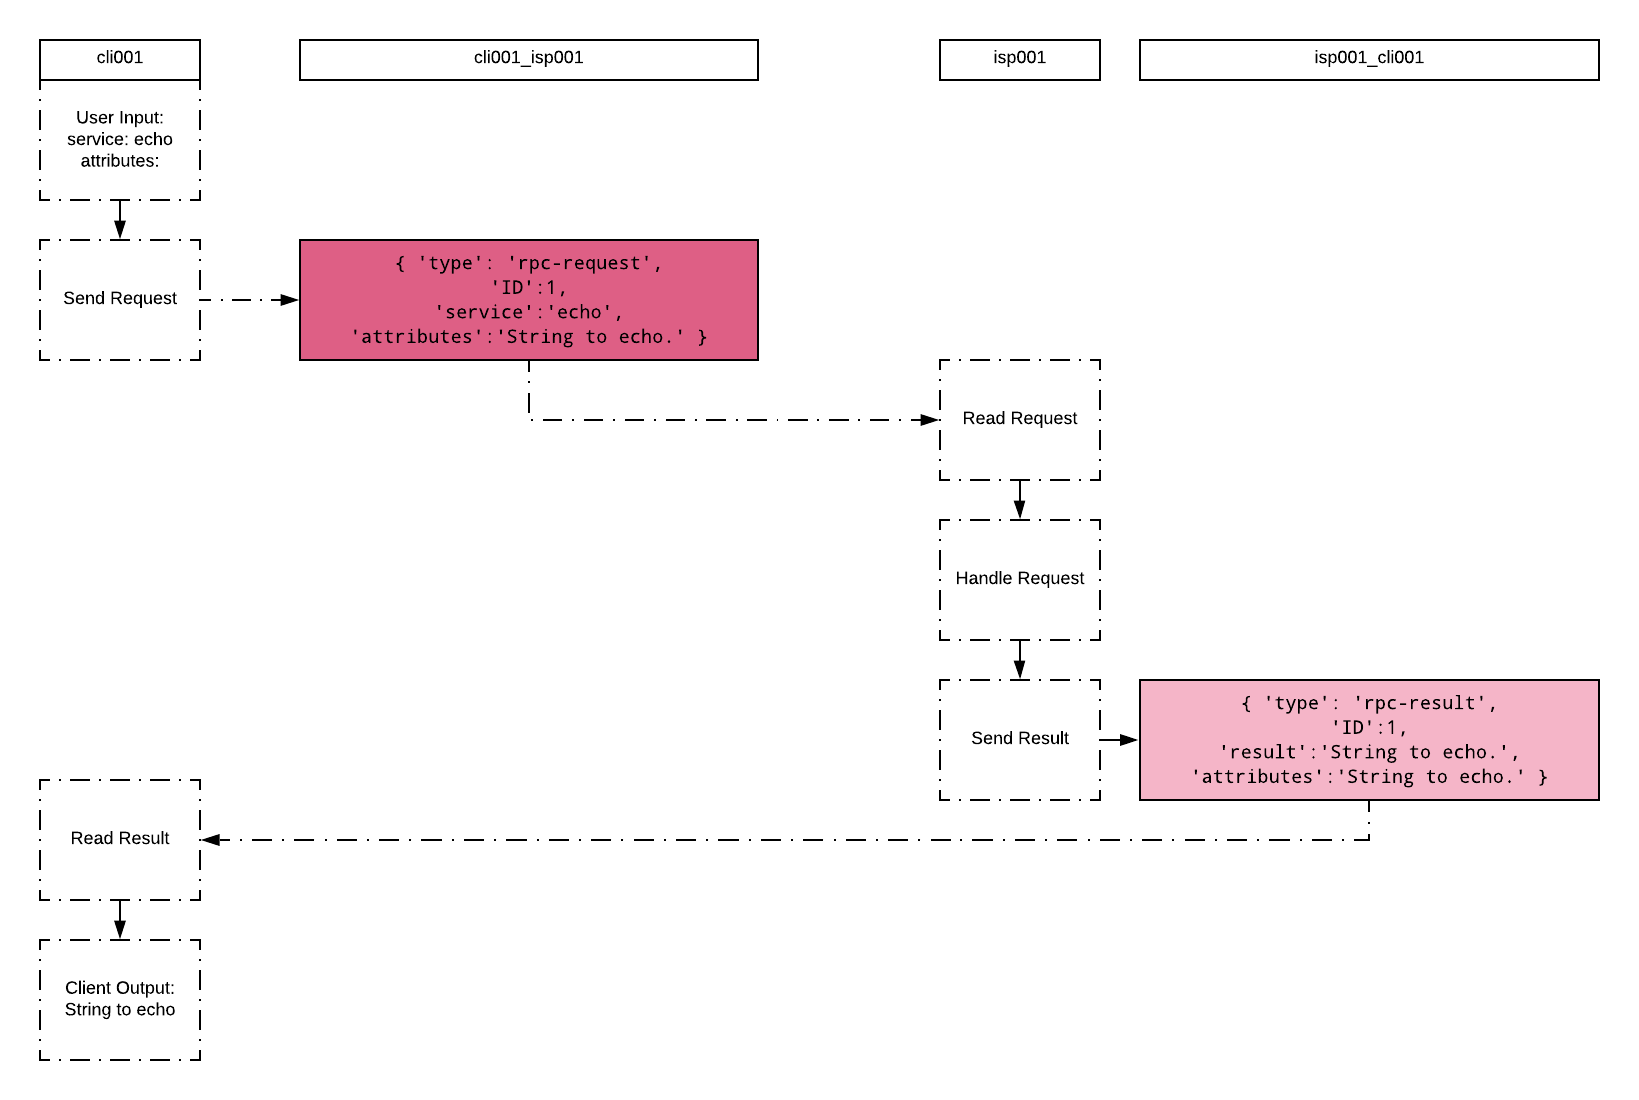 cli001
cli001_isp001
isp001
isp001_cli001
User Input:
service: echo
attributes:
Send Request
{ 'type': 'rpc-request',
'ID':1,
'service':'echo',
'attributes':'String to echo.' }
Read Request
Handle Request
Send Result
{ 'type': 'rpc-result',
'ID':1,
'result':'String to echo.',
'attributes':'String to echo.' }
Read Result
Client Output:
String to echo